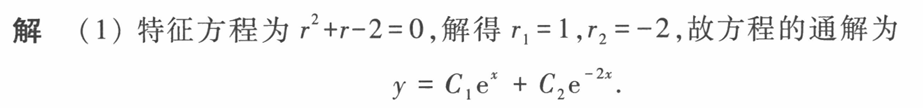 解 (1) 特征方程为 r²+r-2=0,解得 r₁=1,r₂=-2,故方程的通解为
y = C₁eˣ + C₂e⁻²ˣ.